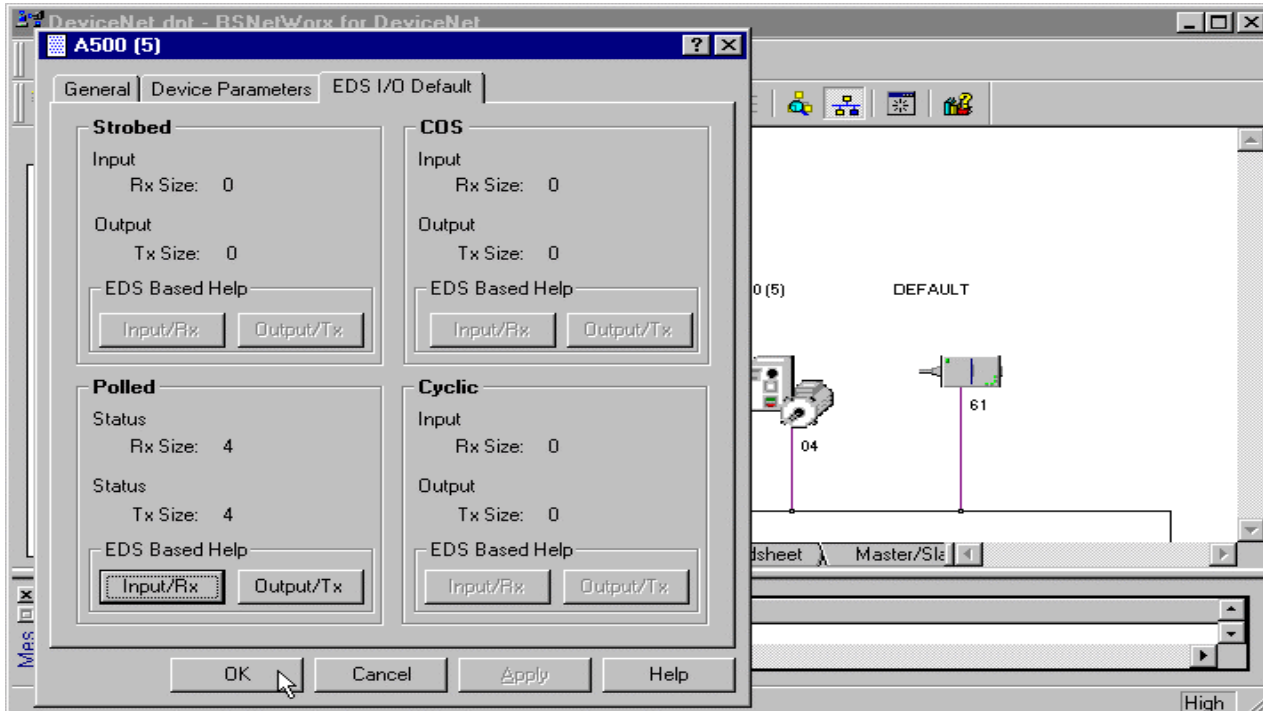 DeviceNet.dnt - RSNetWorx for DeviceNet
A500 (5)
General
Device Parameters
EDS I/O Default
Strobed
Input
Rx Size: 0
Output
Tx Size: 0
EDS Based Help
Input/Rx
Output/Tx
COS
Input
Rx Size: 0
Output
Tx Size: 0
EDS Based Help
Input/Rx
Output/Tx
Polled
Status
Rx Size: 4
Status
Tx Size: 4
EDS Based Help
Input/Rx
Output/Tx
Cyclic
Input
Rx Size: 0
Output
Tx Size: 0
EDS Based Help
Input/Rx
Output/Tx
OK
Cancel
Apply
Help
0 (5)
DEFAULT
04
61
dsheet
Master/Sla
Mes
High